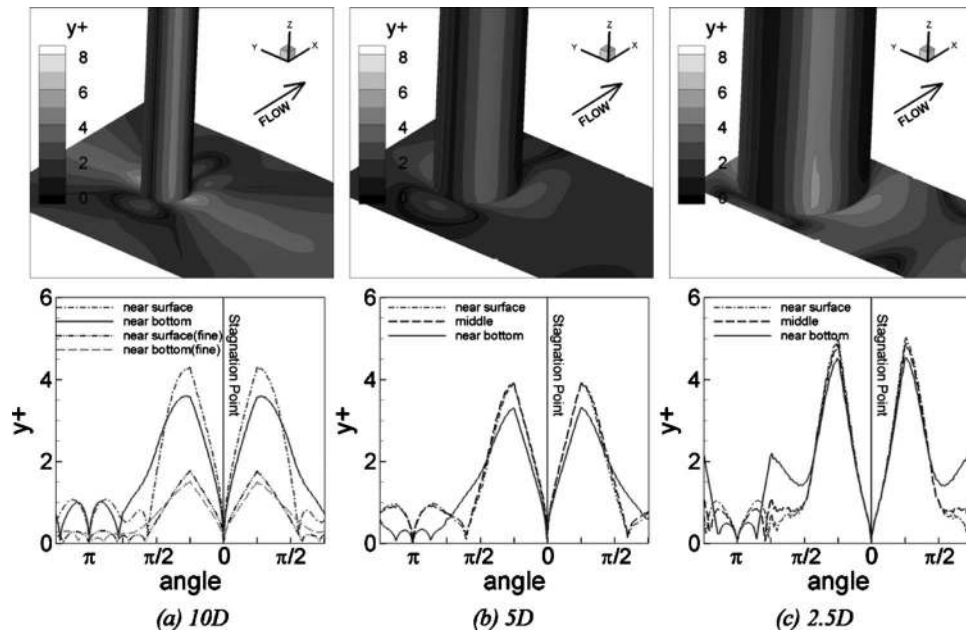 y+
8
6
4
2
0
Z
Y
X
FLOW
y+
8
6
4
2
0
Z
Y
X
FLOW
y+
8
6
4
2
0
Z
Y
X
FLOW
6
4
2
0
y+
near surface
near bottom
near surface(fine)
near bottom(fine)
Stagnation Point
π π/2 0 π/2
angle
(a) 10D
6
4
2
0
y+
near surface
middle
near bottom
Stagnation Point
π π/2 0 π/2
angle
(b) 5D
6
4
2
0
y+
near surface
middle
near bottom
Stagnation Point
π π/2 0 π/2
angle
(c) 2.5D